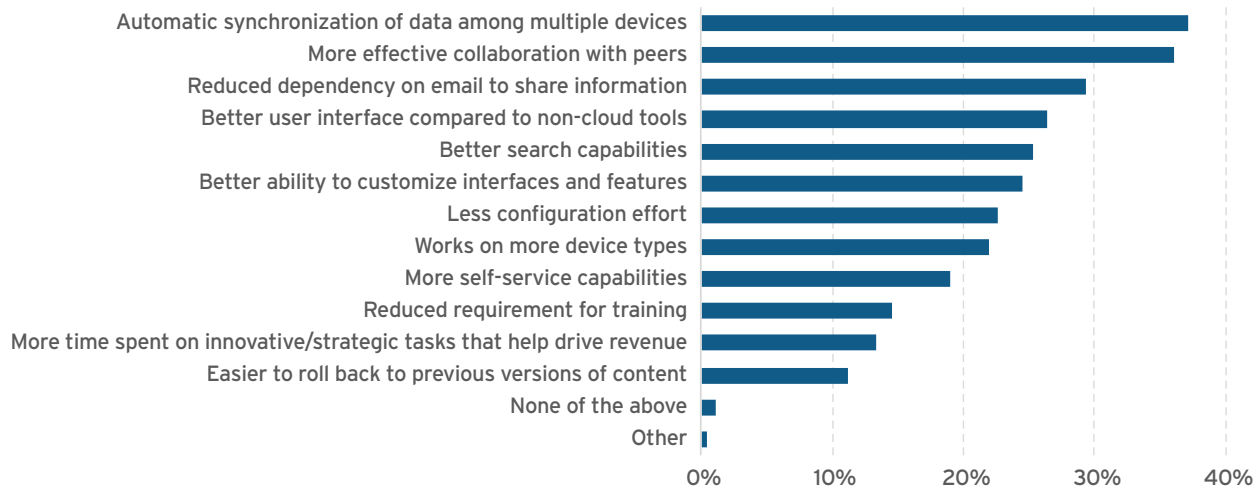 Automatic synchronization of data among multiple devices
More effective collaboration with peers
Reduced dependency on email to share information
Better user interface compared to non-cloud tools
Better search capabilities
Better ability to customize interfaces and features
Less configuration effort
Works on more device types
More self-service capabilities
Reduced requirement for training
More time spent on innovative/strategic tasks that help drive revenue
Easier to roll back to previous versions of content
None of the above
Other
0% 10% 20% 30% 40%